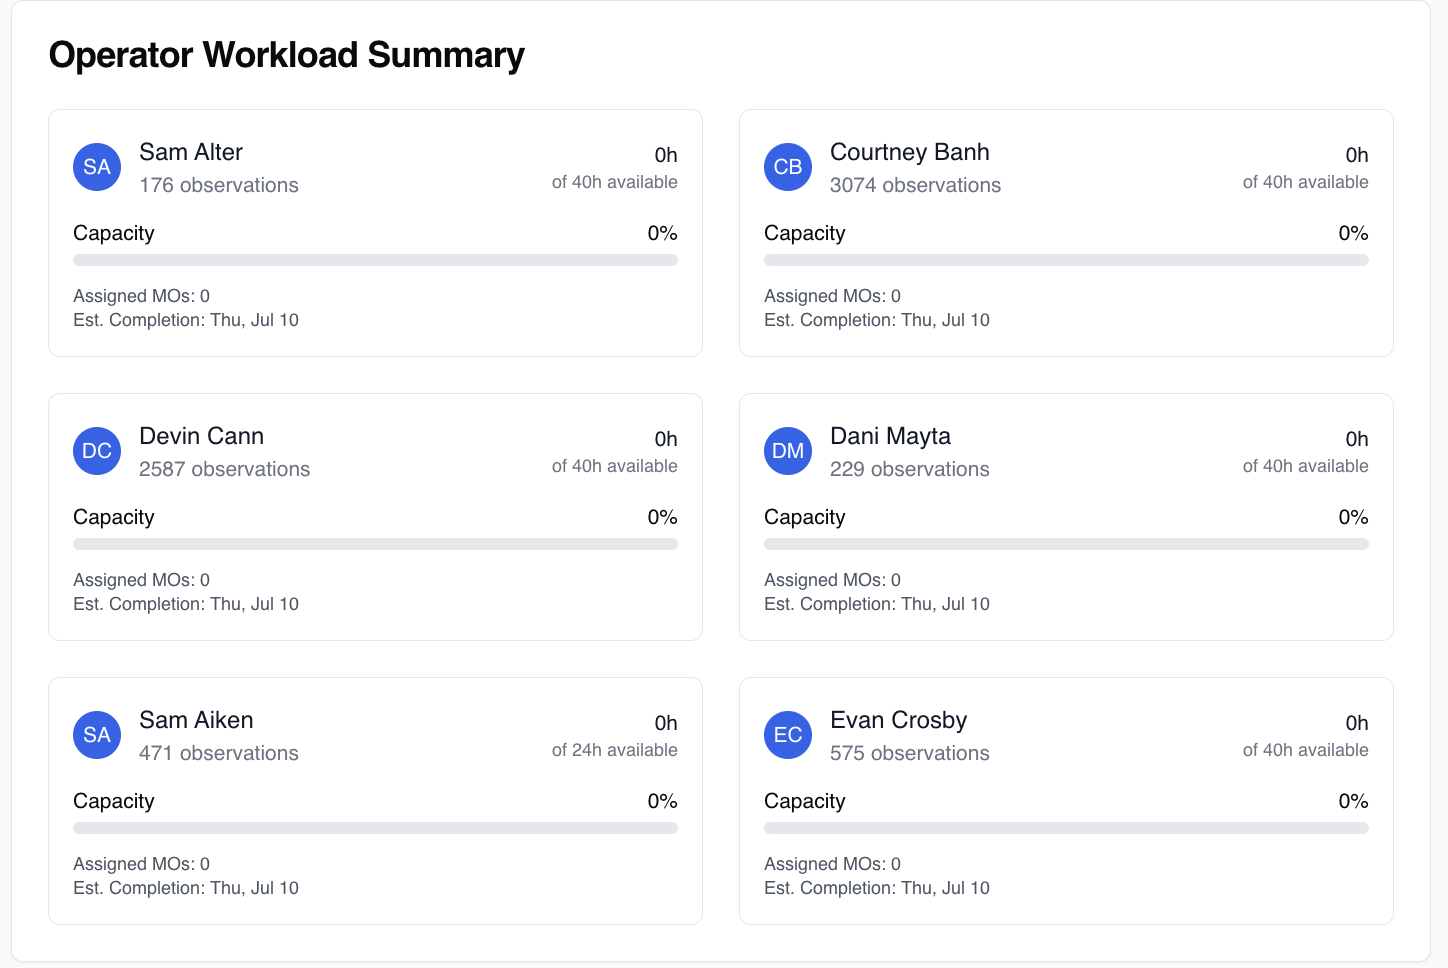 Operator Workload Summary
SA
Sam Alter
176 observations
0h
of 40h available
Capacity
0%
Assigned MOs: 0
Est. Completion: Thu, Jul 10
CB
Courtney Banh
3074 observations
0h
of 40h available
Capacity
0%
Assigned MOs: 0
Est. Completion: Thu, Jul 10
DC
Devin Cann
2587 observations
0h
of 40h available
Capacity
0%
Assigned MOs: 0
Est. Completion: Thu, Jul 10
DM
Dani Mayta
229 observations
0h
of 40h available
Capacity
0%
Assigned MOs: 0
Est. Completion: Thu, Jul 10
SA
Sam Aiken
471 observations
0h
of 24h available
Capacity
0%
Assigned MOs: 0
Est. Completion: Thu, Jul 10
EC
Evan Crosby
575 observations
0h
of 40h available
Capacity
0%
Assigned MOs: 0
Est. Completion: Thu, Jul 10